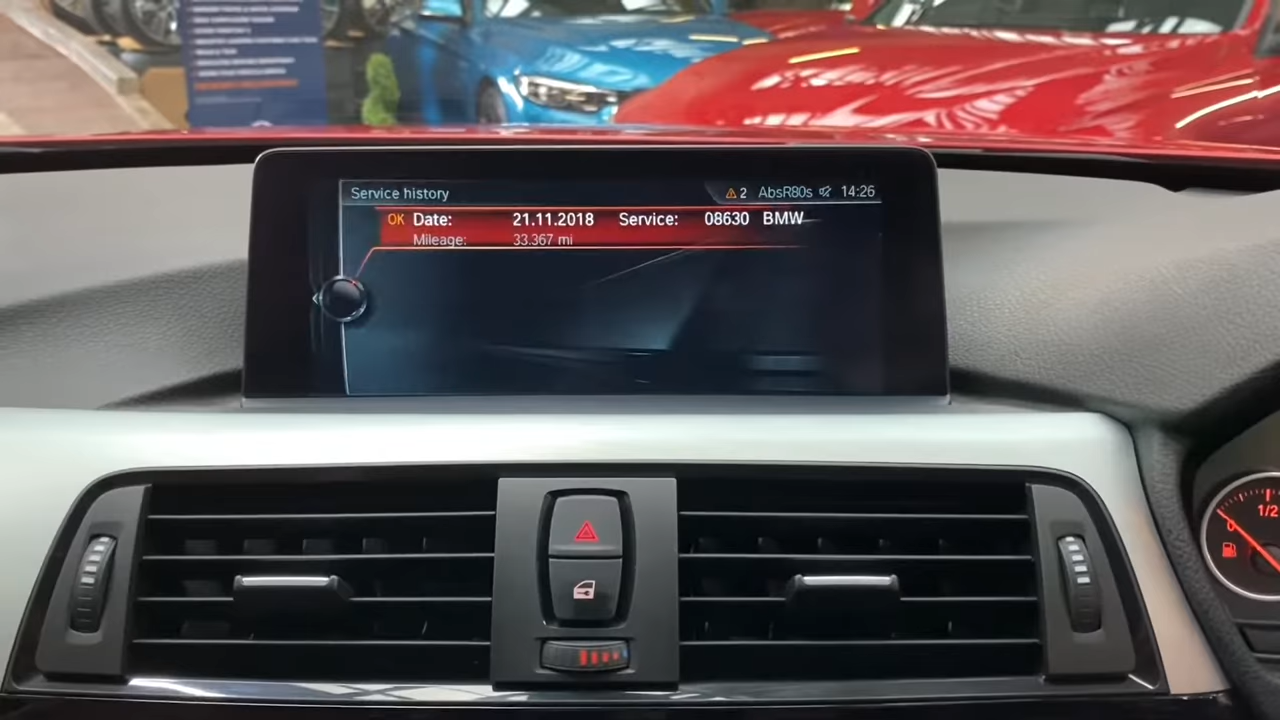 Service history
2 AbsR80s 14:26
OK Date: 21.11.2018 Service: 08630 BMW
Mileage: 33.367 mi
1/2
0